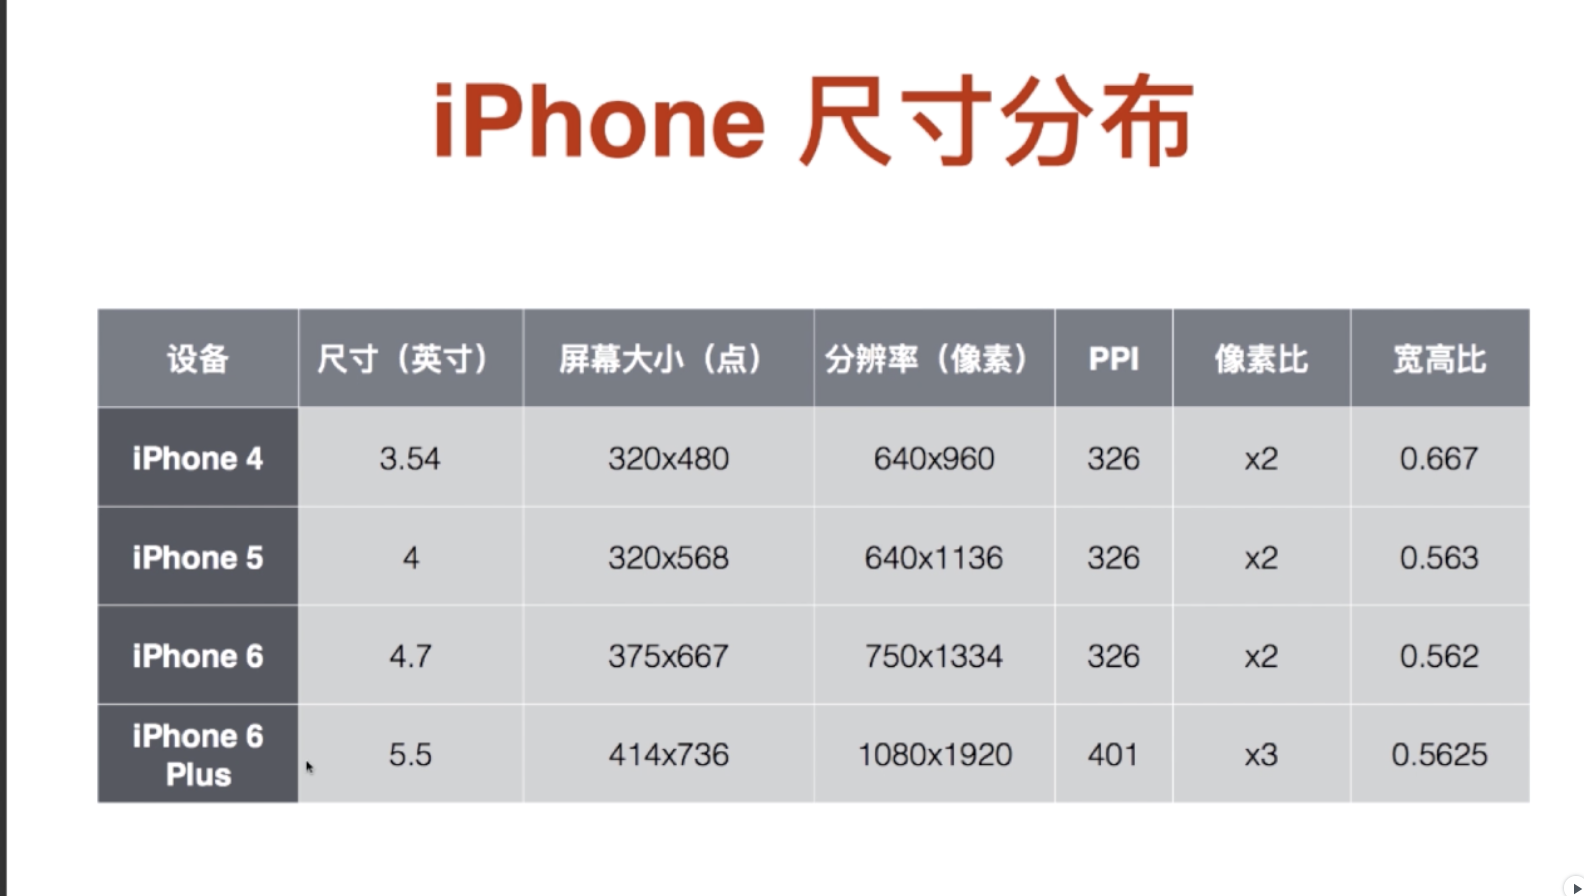 iPhone 尺寸分布
设备 尺寸（英寸） 屏幕大小（点） 分辨率（像素） PPI 像素比 宽高比
iPhone 4 3.54 320x480 640x960 326 x2 0.667
iPhone 5 4 320x568 640x1136 326 x2 0.563
iPhone 6 4.7 375x667 750x1334 326 x2 0.562
iPhone 6 Plus 5.5 414x736 1080x1920 401 x3 0.5625